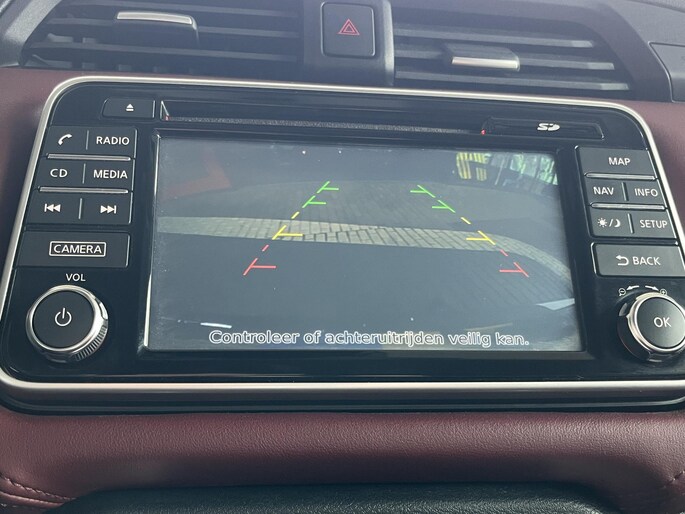 SD
RADIO
MAP
CD
MEDIA
NAV
INFO
SETUP
CAMERA
BACK
VOL
OK
Controleer of achteruitrijden veilig kan.